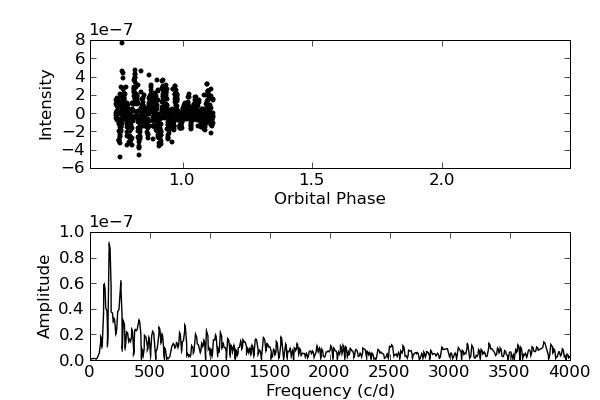 1e−7
8
6
4
2
0
−2
−4
−6
Intensity
1.0 1.5 2.0
Orbital Phase
1e−7
1.0
0.8
0.6
0.4
0.2
0.0
Amplitude
0 500 1000 1500 2000 2500 3000 3500 4000
Frequency (c/d)